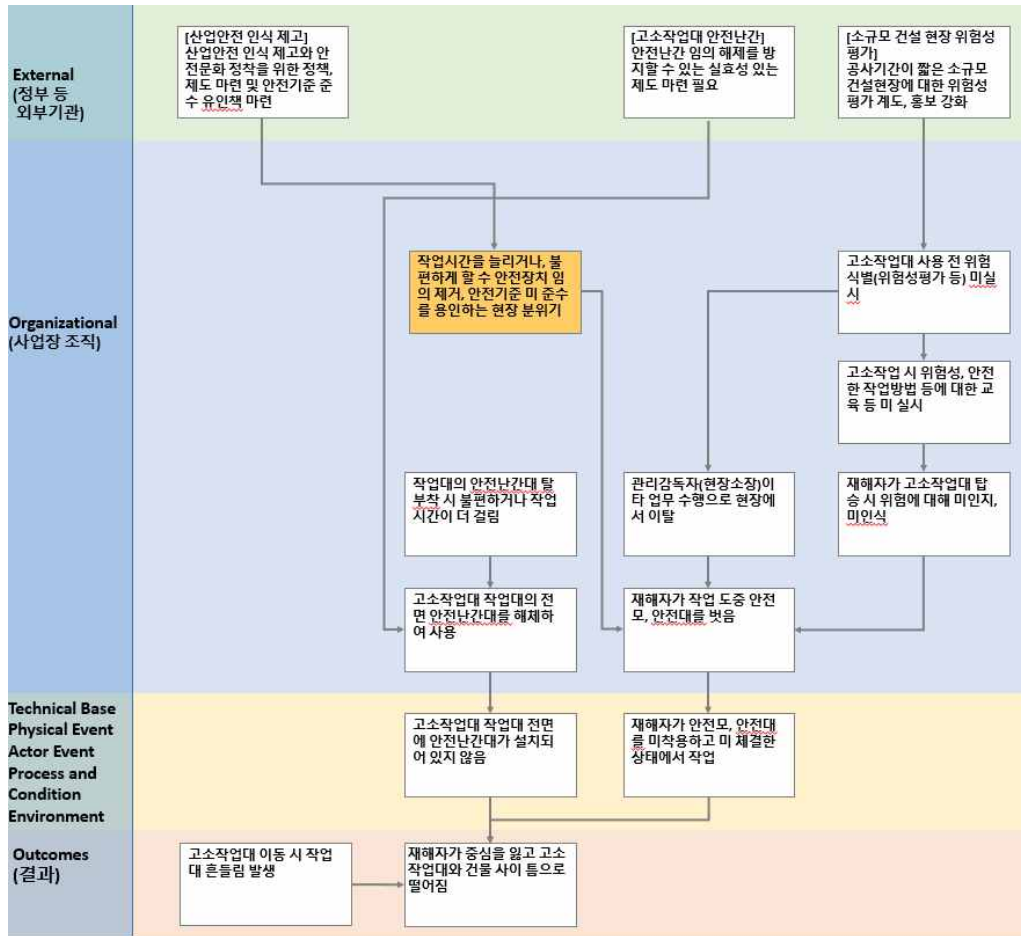 External
(정부 등
외부기관)
[산업안전 인식 제고]
산업안전 인식 제고와 안
전문화 정착을 위한 정책,
제도 마련 및 안전기준 준
수 유인책 마련
[고소작업대 안전난간]
안전난간 임의 해제를 방
지할 수 있는 실효성 있는
제도 마련 필요
[소규모 건설 현장 위험성
평가]
공사기간이 짧은 소규모
건설현장에 대한 위험성
평가 계도, 홍보 강화
Organizational
(사업장 조직)
작업시간을 늘리거나, 불
편하게 할 수 안전장치 임
의 제거, 안전기준 미 준수
를 용인하는 현장 분위기
고소작업대 사용 전 위험
식별(위험성평가 등) 미실
시
고소작업 시 위험성, 안전
한 작업방법 등에 대한 교
육 등 미 실시
작업대의 안전난간대 탈
부착 시 불편하거나 작업
시간이 더 걸림
관리감독자(현장소장)이
타 업무 수행으로 현장에
서 이탈
재해자가 고소작업대 탑
승 시 위험에 대해 미인지,
미인식
고소작업대 작업대의 전
면 안전난간대를 해체하
여 사용
재해자가 작업 도중 안전
모, 안전대를 벗음
Technical Base
Physical Event
Actor Event
Process and
Condition
Environment
고소작업대 작업대 전면
에 안전난간대가 설치되
어 있지 않음
재해자가 안전모, 안전대
를 미착용하고 미 체결한
상태에서 작업
Outcomes
(결과)
고소작업대 이동 시 작업
대 흔들림 발생
재해자가 중심을 잃고 고소
작업대와 건물 사이 틈으로
떨어짐